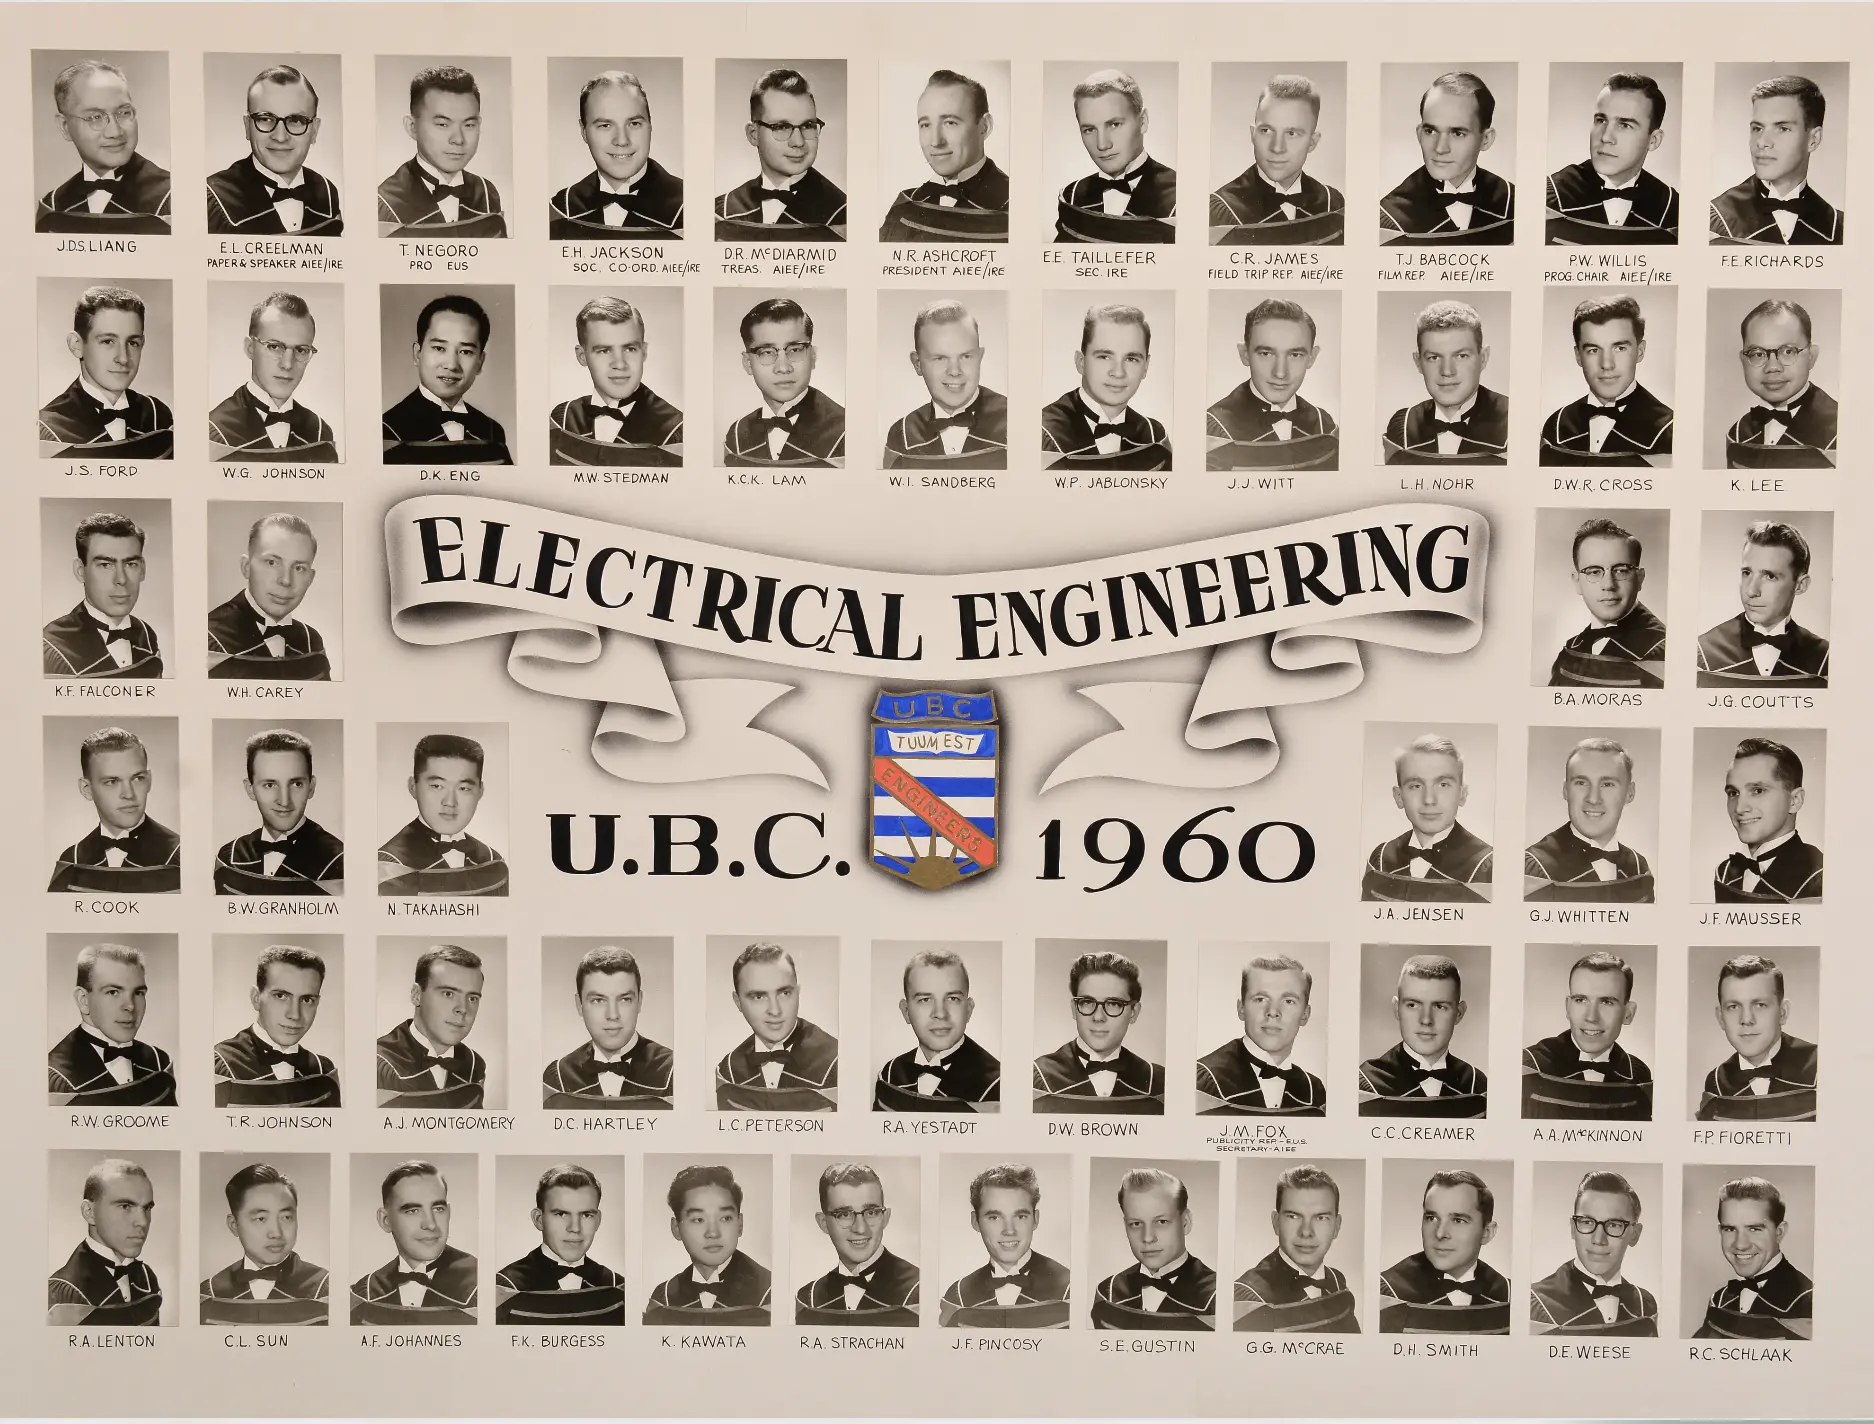 J.D.S. LIANG
E.L. CREELMAN
PAPER & SPEAKER AIEE/IRE
T. NEGORO
PRO EUS
E.H. JACKSON
SOC. CO-ORD. AIEE/IRE
D.R. McDIARMID
TREAS. AIEE/IRE
N.R. ASHCROFT
PRESIDENT AIEE/IRE
E.E. TAILLEFER
SEC. IRE
C.R. JAMES
FIELD TRIP REP. AIEE/IRE
T.J. BABCOCK
FILM REP. AIEE/IRE
P.W. WILLIS
PROG. CHAIR AIEE/IRE
F.E. RICHARDS
J.S. FORD
W.G. JOHNSON
D.K. ENG
M.W. STEDMAN
K.C.K. LAM
W.I. SANDBERG
W.P. JABLONSKY
J.J. WITT
L.H. NOHR
D.W.R. CROSS
K. LEE
ELECTRICAL ENGINEERING
K.F. FALCONER
W.H. CAREY
B.A. MORAS
J.G. COUTTS
UBC
TUUM EST
ENGINEERS
U.B.C. 1960
R. COOK
B.W. GRANHOLM
N. TAKAHASHI
J.A. JENSEN
G.J. WHITTEN
J.F. MAUSSER
R.W. GROOME
T.R. JOHNSON
A.J. MONTGOMERY
D.C. HARTLEY
L.C. PETERSON
R.A. YESTADT
D.W. BROWN
J.M. FOX
PUBLICITY REP.-E.U.S.
SECRETARY-AIEE
C.C. CREAMER
A.A. McKINNON
F.P. FIORETTI
R.A. LENTON
C.L. SUN
A.F. JOHANNES
F.K. BURGESS
K. KAWATA
R.A. STRACHAN
J.F. PINCOSY
S.E. GUSTIN
G.G. McCRAE
D.H. SMITH
D.E. WEESE
R.C. SCHLAAK